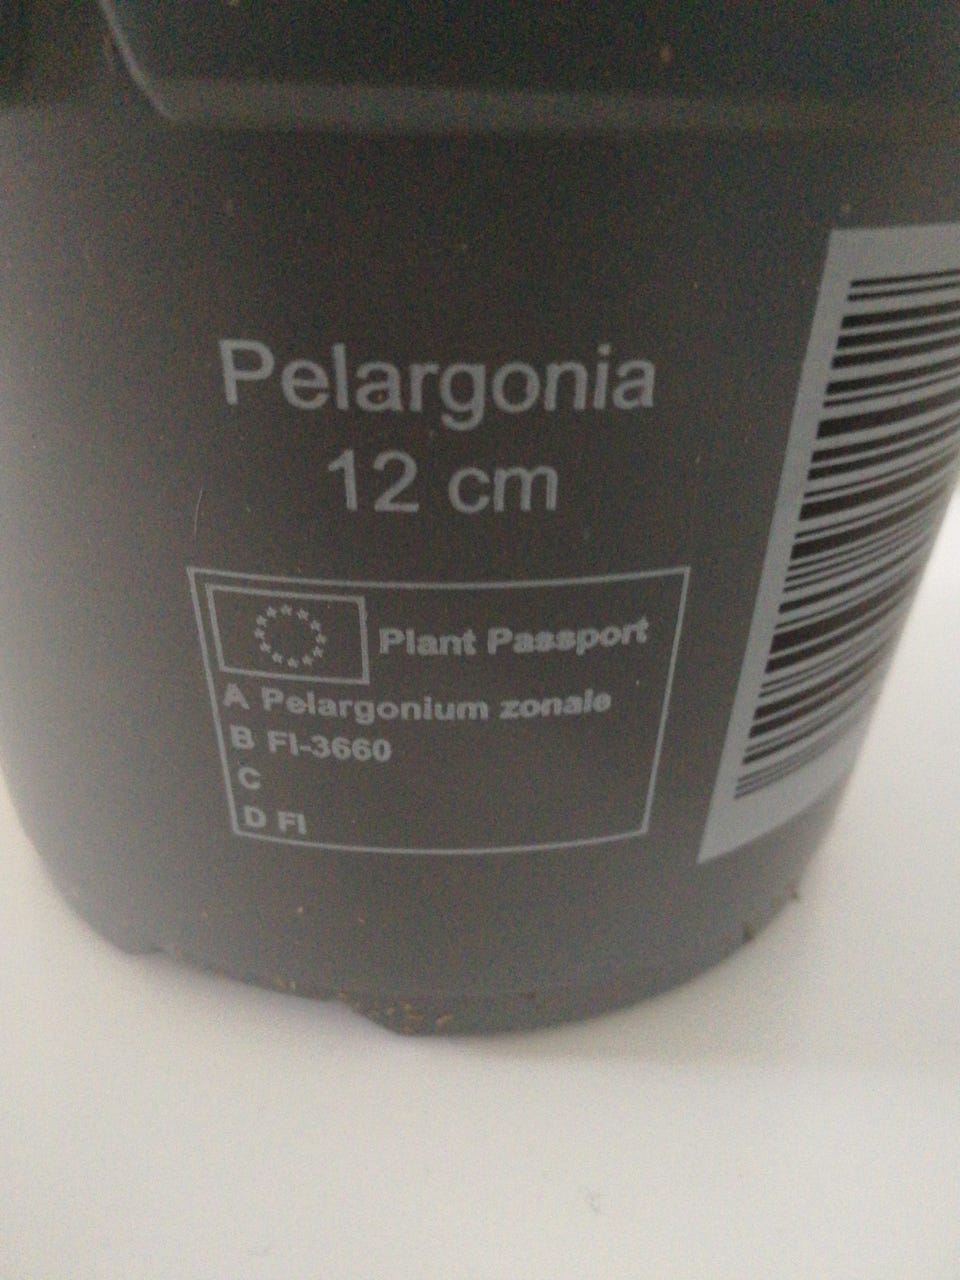 Pelargonia
12 cm
Plant Passport
A Pelargonium zonale
B FI-3660
C
D FI